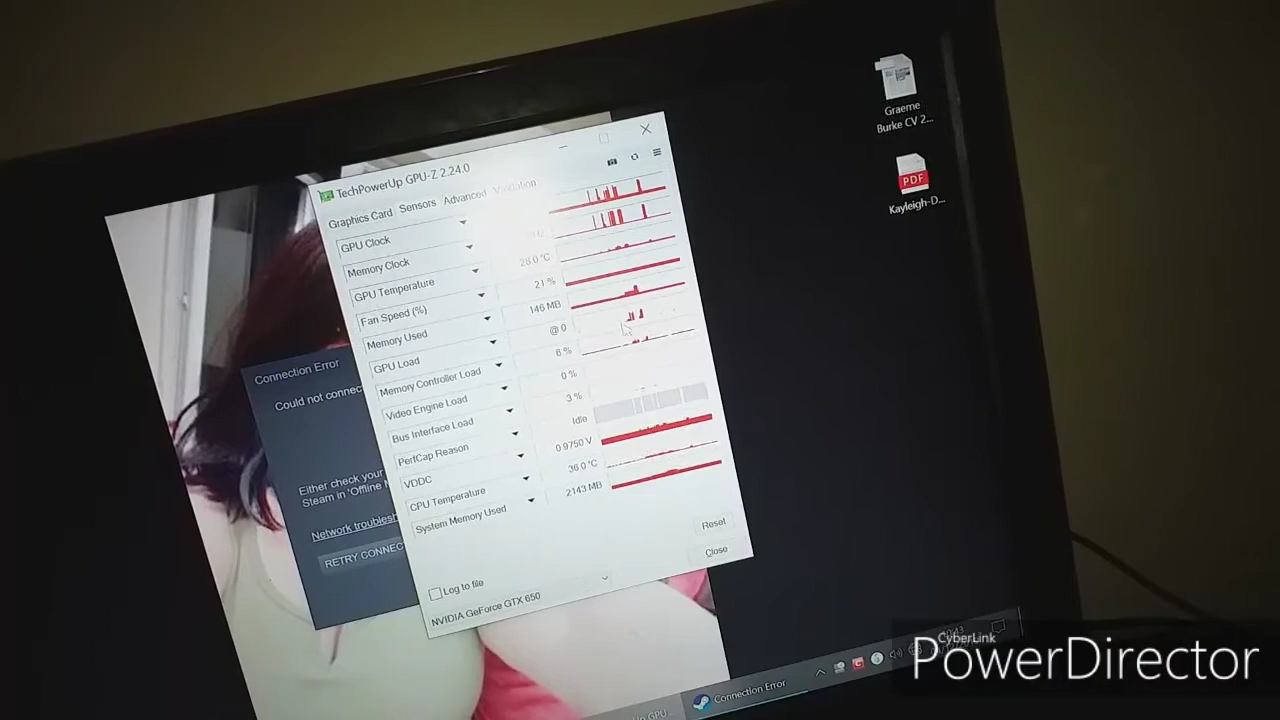 Graeme
Burke CV 2...
PDF
Kayleigh-D...
TechPowerUp GPU-Z 2.24.0
Graphics Card
Sensors
Advanced
Validation
GPU Clock
Memory Clock
GPU Temperature
28.0 °C
Fan Speed (%)
21 %
Memory Used
146 MB
GPU Load
@ 0
Memory Controller Load
6 %
Video Engine Load
0 %
Bus Interface Load
3 %
PerfCap Reason
Idle
VDDC
0.9750 V
CPU Temperature
36.0 °C
System Memory Used
2143 MB
Reset
Close
Log to file
NVIDIA GeForce GTX 650
Connection Error
Could not connec
Either check your
Steam in 'Offline
Network troubles
RETRY CONNEC
Up GPU
Connection Error
CyberLink
PowerDirector